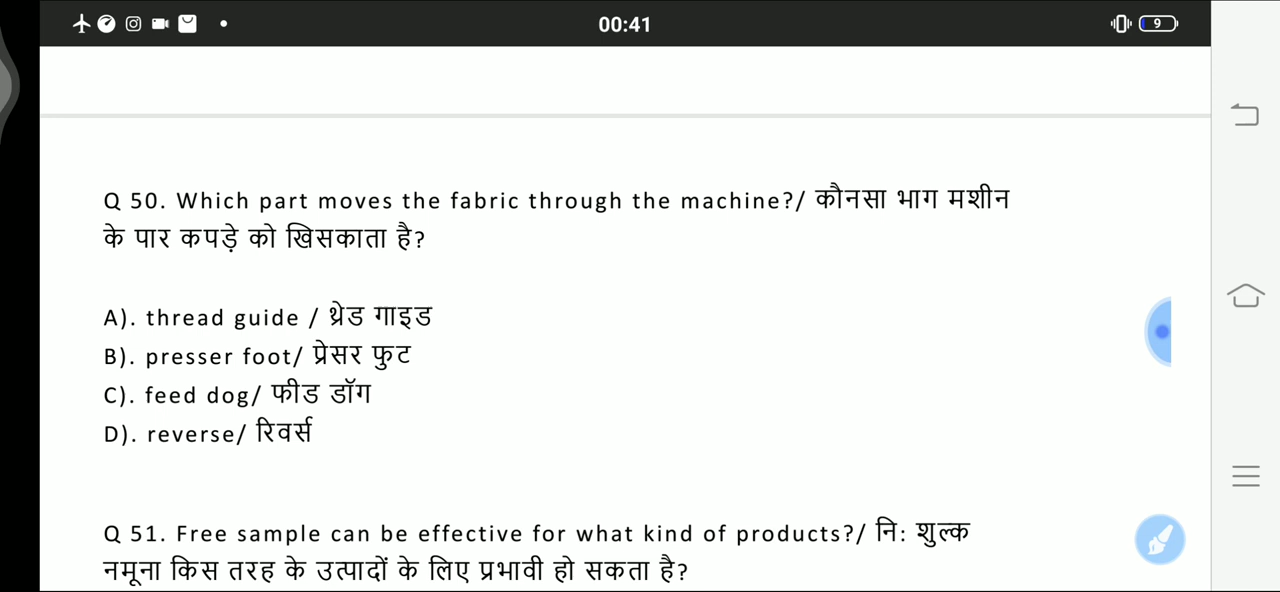 00:41
9
Q 50. Which part moves the fabric through the machine?/ कौनसा भाग मशीन
के पार कपड़े को खिसकाता है?
A). thread guide / थ्रेड गाइड
B). presser foot/ प्रेसर फुट
C). feed dog/ फीड डॉग
D). reverse/ रिवर्स
Q 51. Free sample can be effective for what kind of products?/ नि: शुल्क
नमूना किस तरह के उत्पादों के लिए प्रभावी हो सकता है?